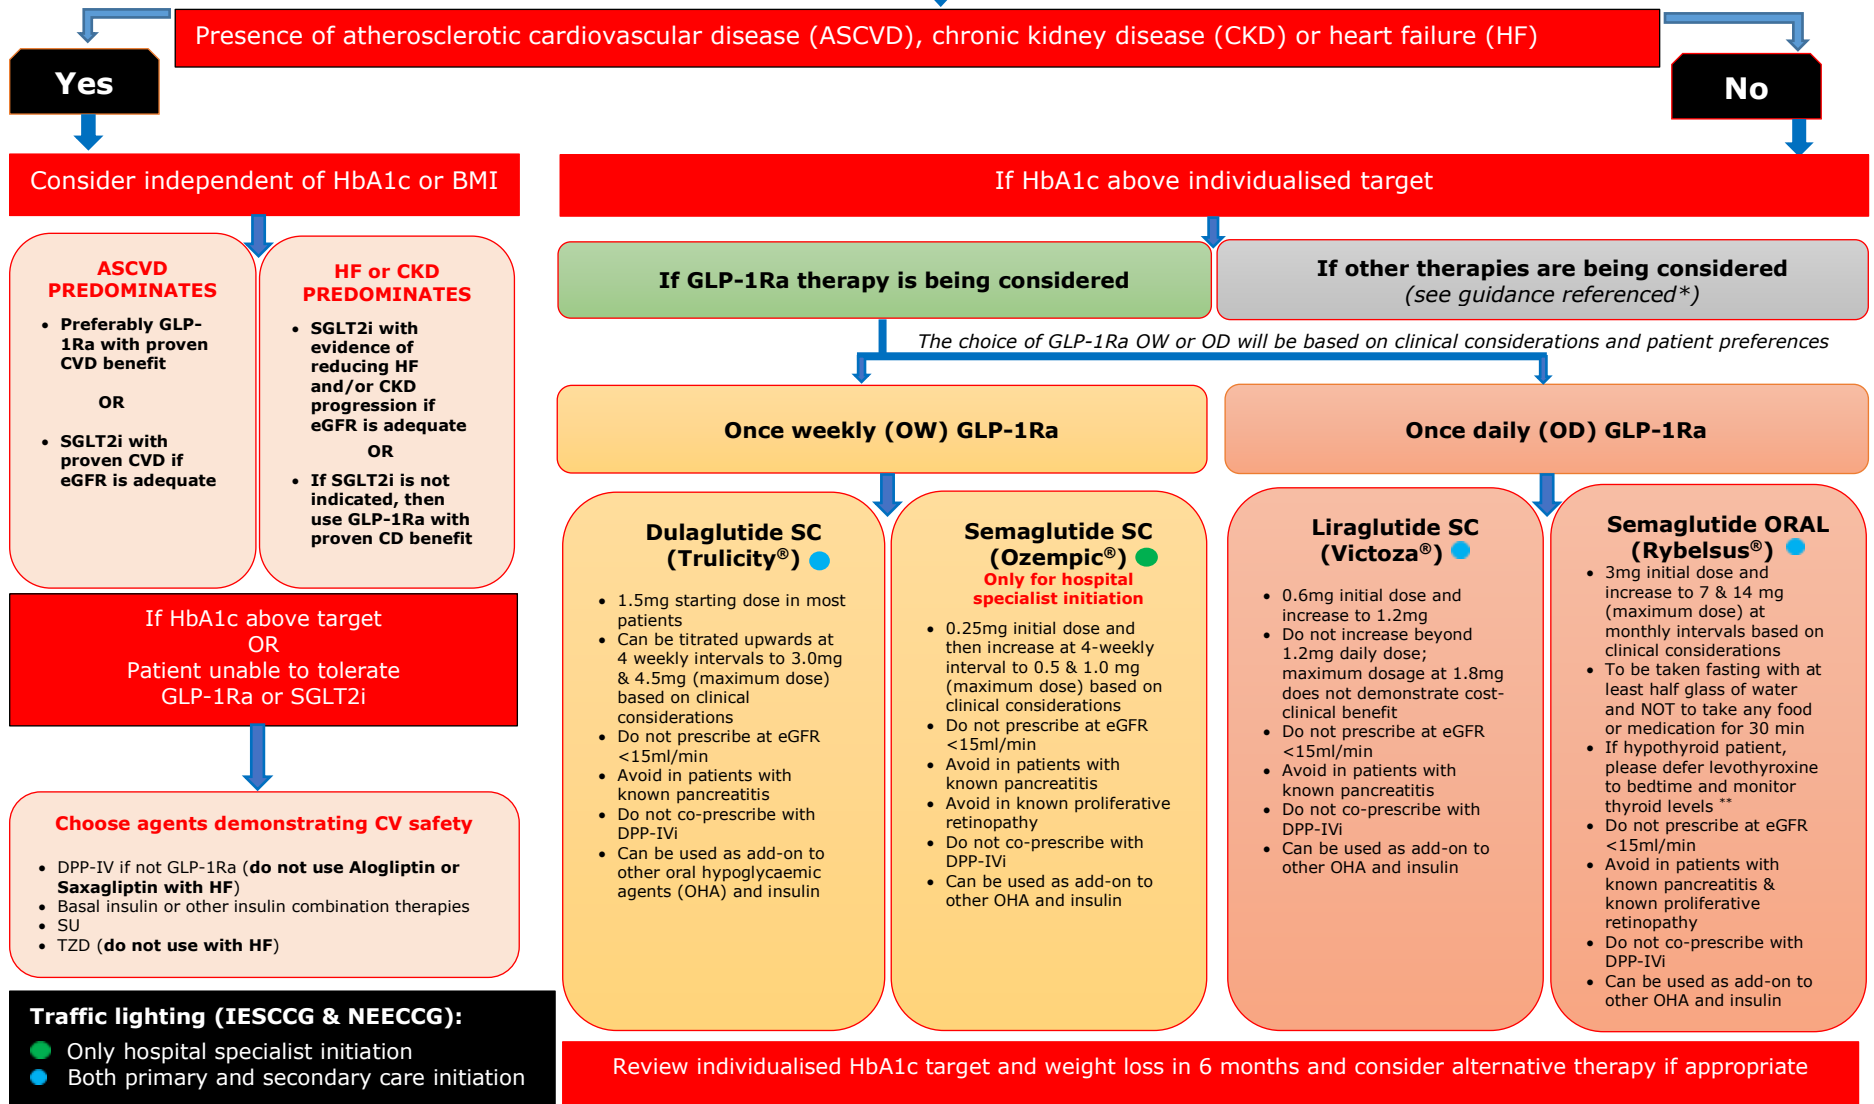 Presence of atherosclerotic cardiovascular disease (ASCVD), chronic kidney disease (CKD) or heart failure (HF)
Yes
No
Consider independent of HbA1c or BMI
ASCVD
PREDOMINATES
• Preferably GLP-
1Ra with proven
CVD benefit
OR
• SGLT2i with
proven CVD if
eGFR is adequate
HF or CKD
PREDOMINATES
• SGLT2i with
evidence of
reducing HF
and/or CKD
progression if
eGFR is adequate
OR
• If SGLT2i is not
indicated, then
use GLP-1Ra with
proven CD benefit
If HbA1c above target
OR
Patient unable to tolerate
GLP-1Ra or SGLT2i
Choose agents demonstrating CV safety
• DPP-IV if not GLP-1Ra (do not use Alogliptin or
Saxagliptin with HF)
• Basal insulin or other insulin combination therapies
• SU
• TZD (do not use with HF)
Traffic lighting (IESCCG & NEECCG):
Only hospital specialist initiation
Both primary and secondary care initiation
If HbA1c above individualised target
If GLP-1Ra therapy is being considered
If other therapies are being considered
(see guidance referenced*)
The choice of GLP-1Ra OW or OD will be based on clinical considerations and patient preferences
Once weekly (OW) GLP-1Ra
Once daily (OD) GLP-1Ra
Dulaglutide SC
(Trulicity®)
• 1.5mg starting dose in most
patients
• Can be titrated upwards at
4 weekly intervals to 3.0mg
& 4.5mg (maximum dose)
based on clinical
considerations
• Do not prescribe at eGFR
<15ml/min
• Avoid in patients with
known pancreatitis
• Do not co-prescribe with
DPP-IVi
• Can be used as add-on to
other oral hypoglycaemic
agents (OHA) and insulin
Semaglutide SC
(Ozempic®)
Only for hospital
specialist initiation
• 0.25mg initial dose and
then increase at 4-weekly
interval to 0.5 & 1.0 mg
(maximum dose) based on
clinical considerations
• Do not prescribe at eGFR
<15ml/min
• Avoid in patients with
known pancreatitis
• Avoid in known proliferative
retinopathy
• Do not co-prescribe with
DPP-IVi
• Can be used as add-on to
other OHA and insulin
Liraglutide SC
(Victoza®)
• 0.6mg initial dose and
increase to 1.2mg
• Do not increase beyond
1.2mg daily dose;
maximum dosage at 1.8mg
does not demonstrate cost-
clinical benefit
• Do not prescribe at eGFR
<15ml/min
• Avoid in patients with
known pancreatitis
• Do not co-prescribe with
DPP-IVi
• Can be used as add-on to
other OHA and insulin
Semaglutide ORAL
(Rybelsus®)
• 3mg initial dose and
increase to 7 & 14 mg
(maximum dose) at
monthly intervals based on
clinical considerations
• To be taken fasting with at
least half glass of water
and NOT to take any food
or medication for 30 min
• If hypothyroid patient,
please defer levothyroxine
to bedtime and monitor
thyroid levels **
• Do not prescribe at eGFR
<15ml/min
• Avoid in patients with
known pancreatitis &
known proliferative
retinopathy
• Do not co-prescribe with
DPP-IVi
• Can be used as add-on to
other OHA and insulin
Review individualised HbA1c target and weight loss in 6 months and consider alternative therapy if appropriate